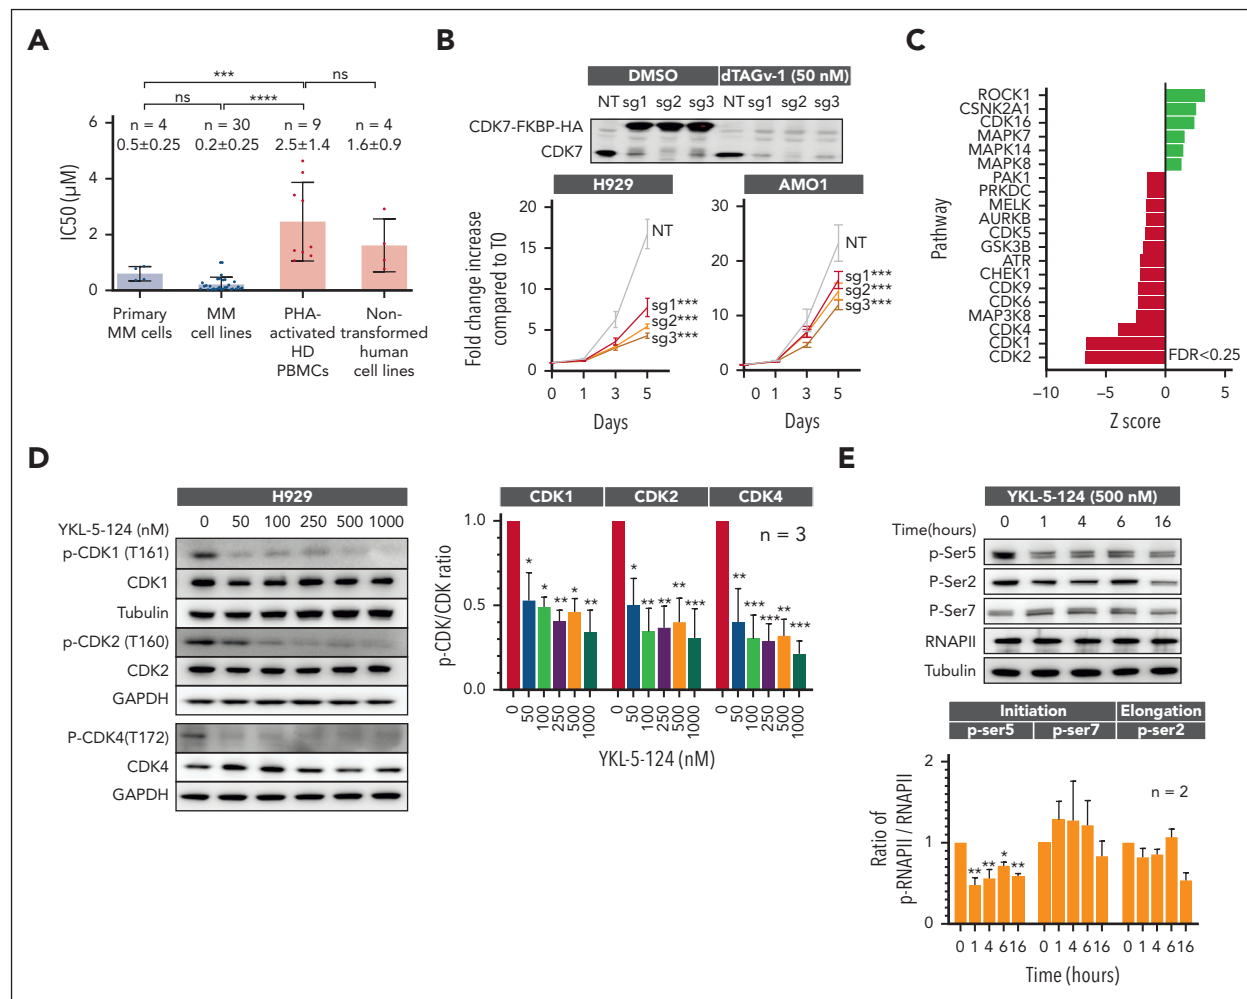 A
***
ns
ns
****
n = 4
n = 30
n = 9
n = 4
0.5±0.25
0.2±0.25
2.5±1.4
1.6±0.9
IC50 (µM)
6
4
2
0
Primary
MM cells
MM
cell lines
PHA-
activated
HD
PBMCs
Non-
transformed
human
cell lines
B
DMSO
dTAGv-1 (50 nM)
NT sg1 sg2 sg3 NT sg1 sg2 sg3
CDK7-FKBP-HA
CDK7
H929
AMO1
Fold change increase
compared to T0
20
15
10
5
0
NT
sg1***
sg2***
sg3***
0 1 3 5
Days
30
20
10
0
NT
sg1***
sg2***
sg3***
0 1 3 5
Days
C
Pathway
ROCK1
CSNK2A1
CDK16
MAPK7
MAPK14
MAPK8
PAK1
PRKDC
MELK
AURKB
CDK5
GSK3B
ATR
CHEK1
CDK9
CDK6
MAP3K8
CDK4
CDK1
CDK2
FDR<0.25
–10 –5 0 5
Z score
D
H929
YKL-5-124 (nM)
0 50 100 250 500 1000
p-CDK1 (T161)
CDK1
Tubulin
p-CDK2 (T160)
CDK2
GAPDH
P-CDK4(T172)
CDK4
GAPDH
CDK1 CDK2 CDK4
n = 3
p-CDK/CDK ratio
1.0
0.5
0.0
* * ** * **
* ** ** ** ***
** *** *** ** ***
0 50 100 250 500 1000 0 50 100 250 500 1000 0 50 100 250 500 1000
YKL-5-124 (nM)
E
YKL-5-124 (500 nM)
Time(hours)
0 1 4 6 16
p-Ser5
P-Ser2
P-Ser7
RNAPII
Tubulin
Initiation Elongation
p-ser5 p-ser7 p-ser2
n = 2
Ratio of
p-RNAPII / RNAPII
2
1
0
** ** * **
0 1 4 6 16 0 1 4 6 16 0 1 4 6 16
Time (hours)